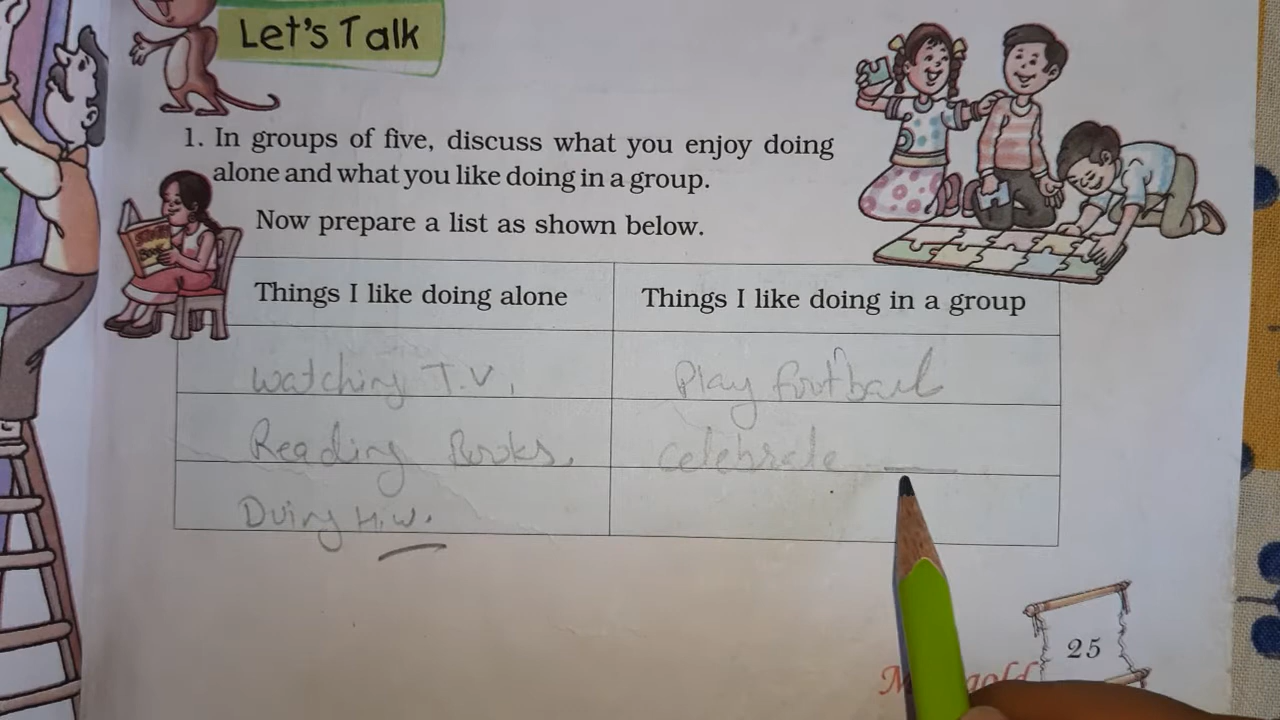 Let's Talk
1. In groups of five, discuss what you enjoy doing
alone and what you like doing in a group.
Now prepare a list as shown below.
Things I like doing alone Things I like doing in a group
Watching T.V. Play football
Reading Books. celebrate
Doing H.W.
25